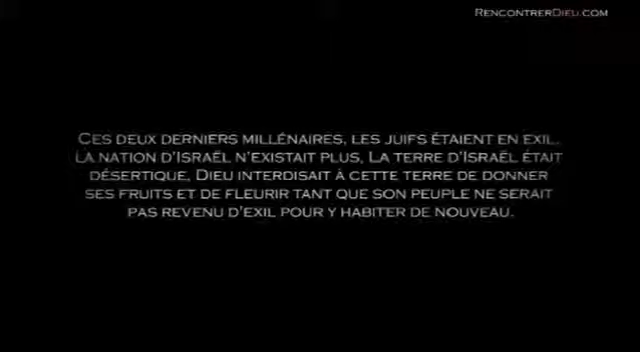 RencontrerDieu.com
Ces deux derniers millénaires, les juifs étaient en exil.
La nation d'Israël n'existait plus, La terre d'Israël était
désertique, Dieu interdisait à cette terre de donner
ses fruits et de fleurir tant que son peuple ne serait
pas revenu d'exil pour y habiter de nouveau.